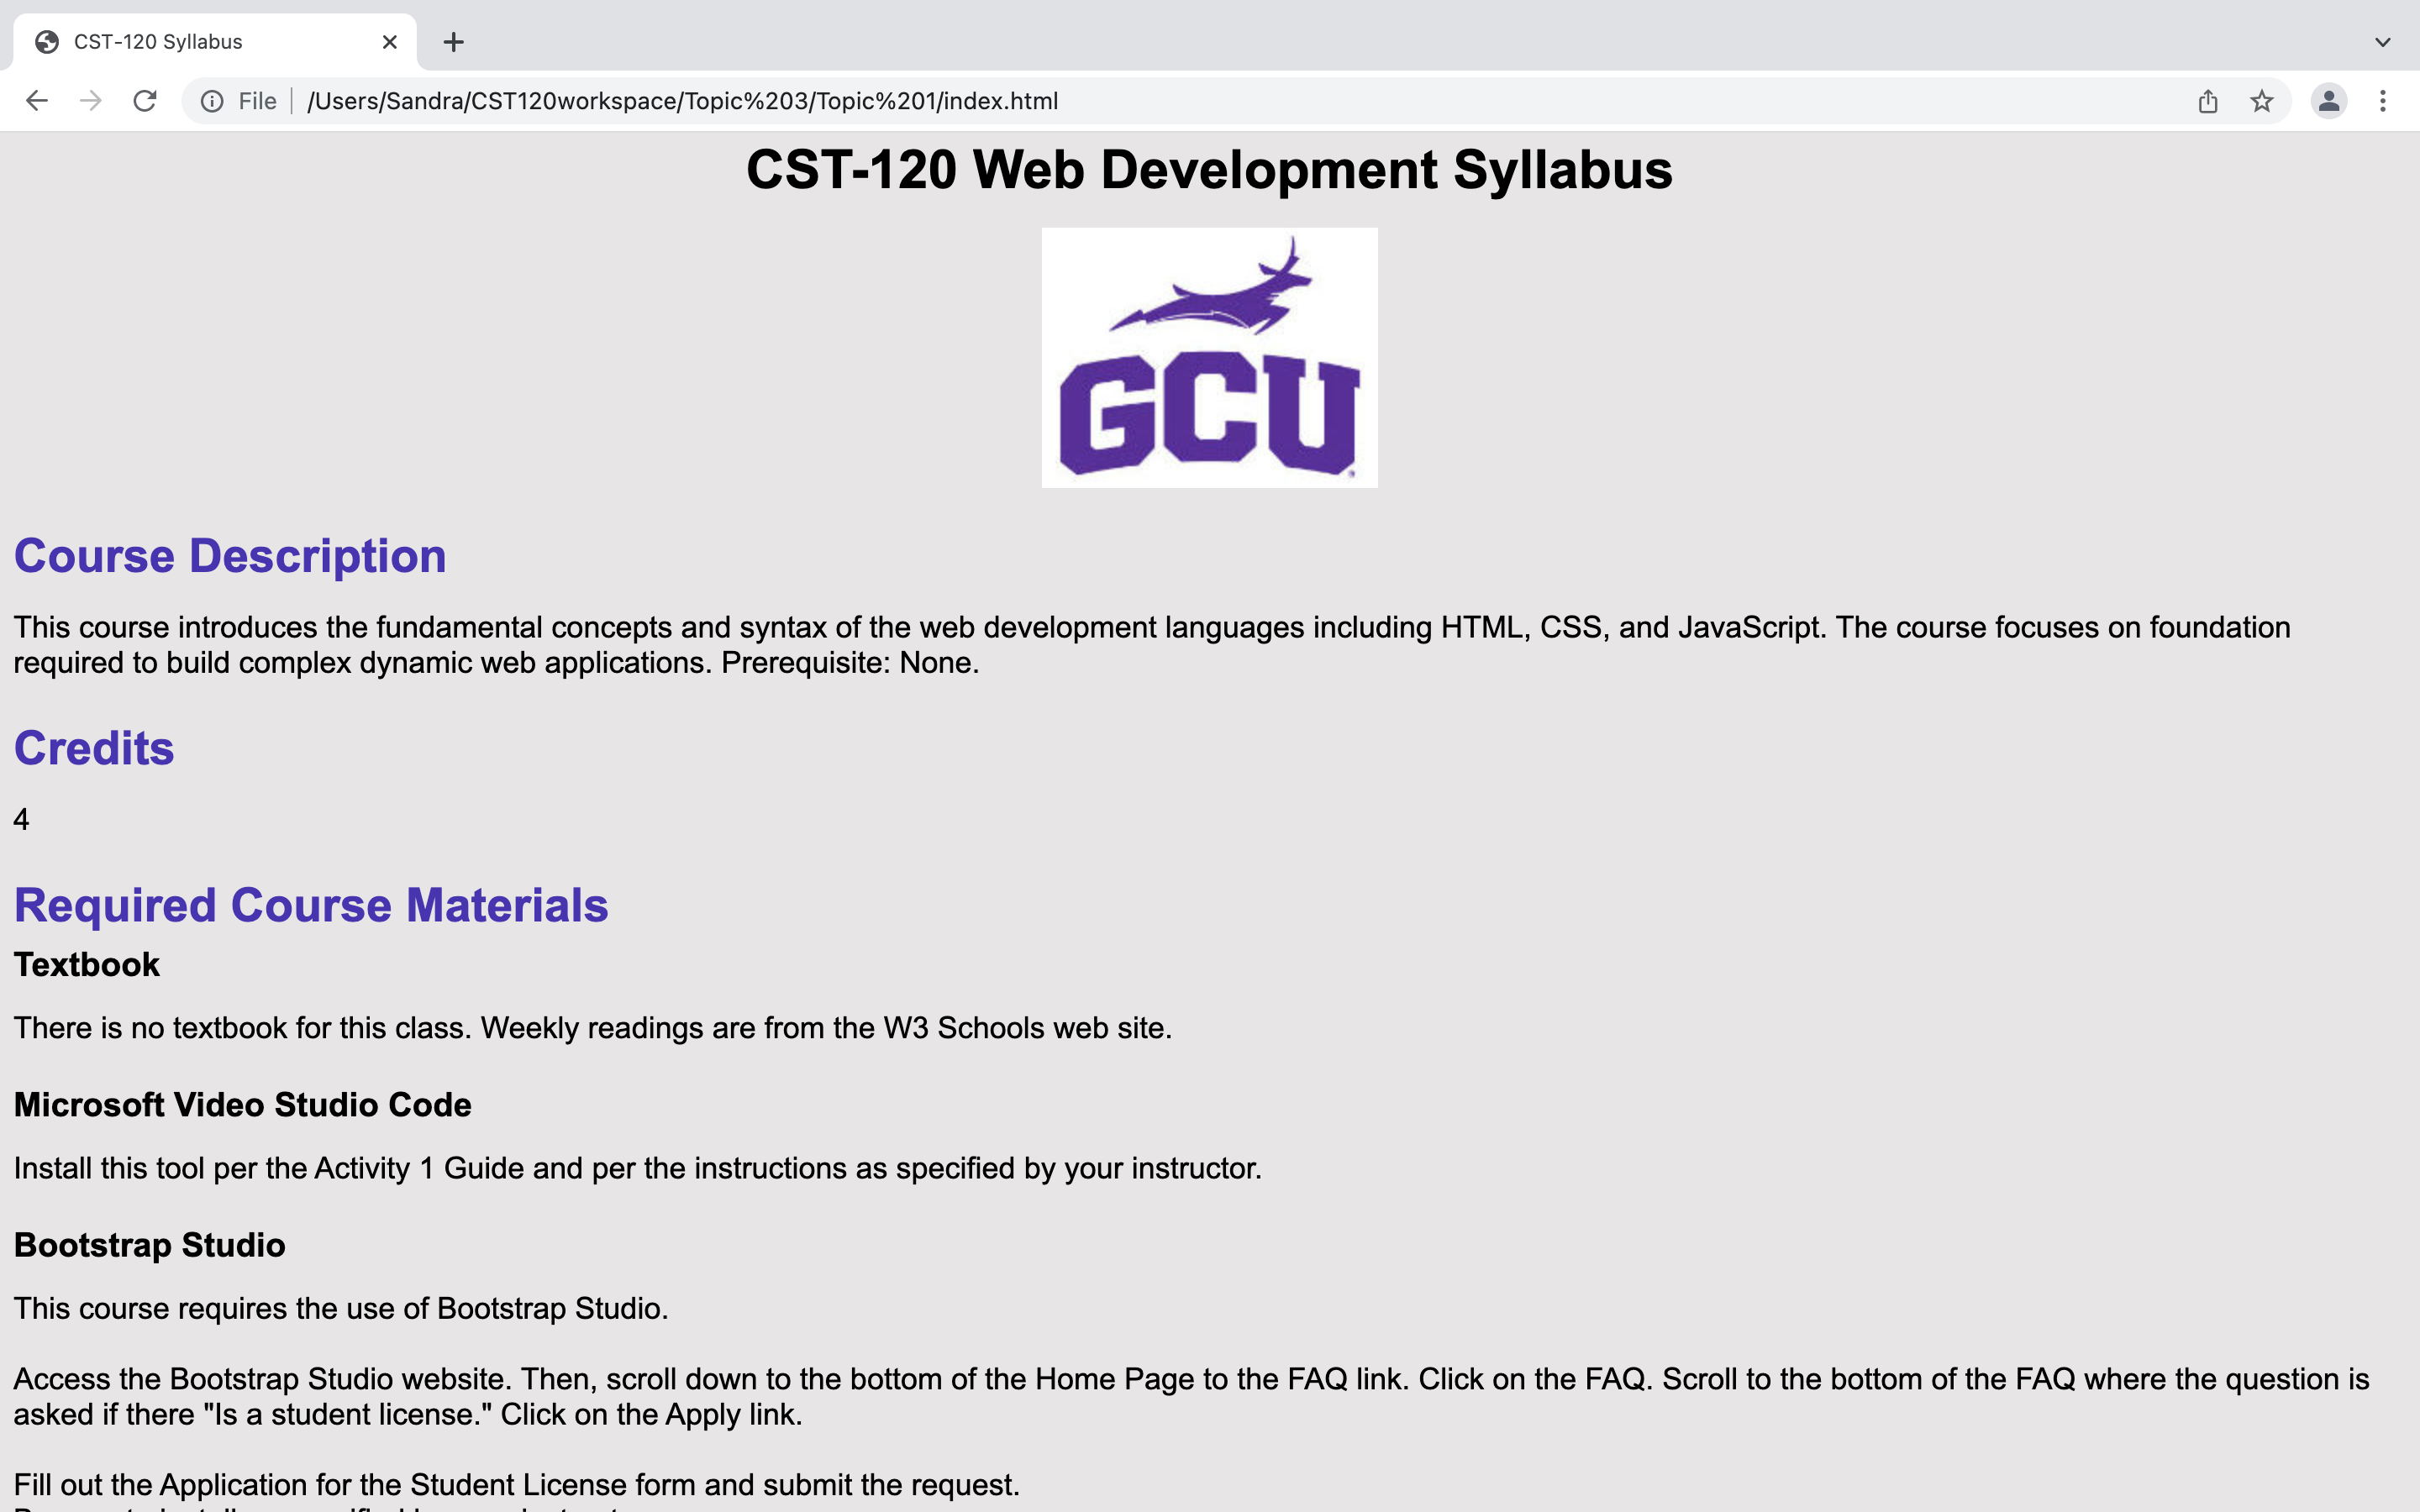 CST-120 Syllabus
File
/Users/Sandra/CST120workspace/Topic%203/Topic%201/index.html
CST-120 Web Development Syllabus
GCU
Course Description
This course introduces the fundamental concepts and syntax of the web development languages including HTML, CSS, and JavaScript. The course focuses on foundation
required to build complex dynamic web applications. Prerequisite: None.
Credits
4
Required Course Materials
Textbook
There is no textbook for this class. Weekly readings are from the W3 Schools web site.
Microsoft Video Studio Code
Install this tool per the Activity 1 Guide and per the instructions as specified by your instructor.
Bootstrap Studio
This course requires the use of Bootstrap Studio.
Access the Bootstrap Studio website. Then, scroll down to the bottom of the Home Page to the FAQ link. Click on the FAQ. Scroll to the bottom of the FAQ where the question is
asked if there "Is a student license." Click on the Apply link.
Fill out the Application for the Student License form and submit the request.